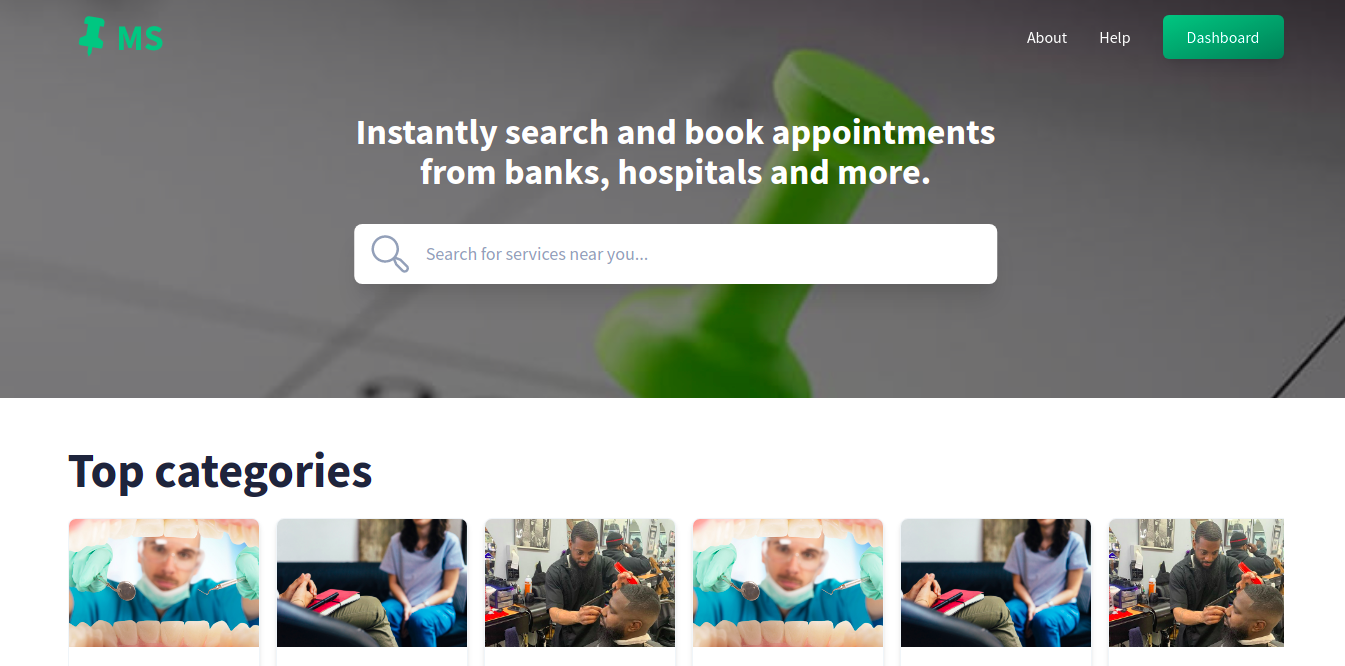 MS
About
Help
Dashboard
Instantly search and book appointments
from banks, hospitals and more.
Search for services near you...
Top categories